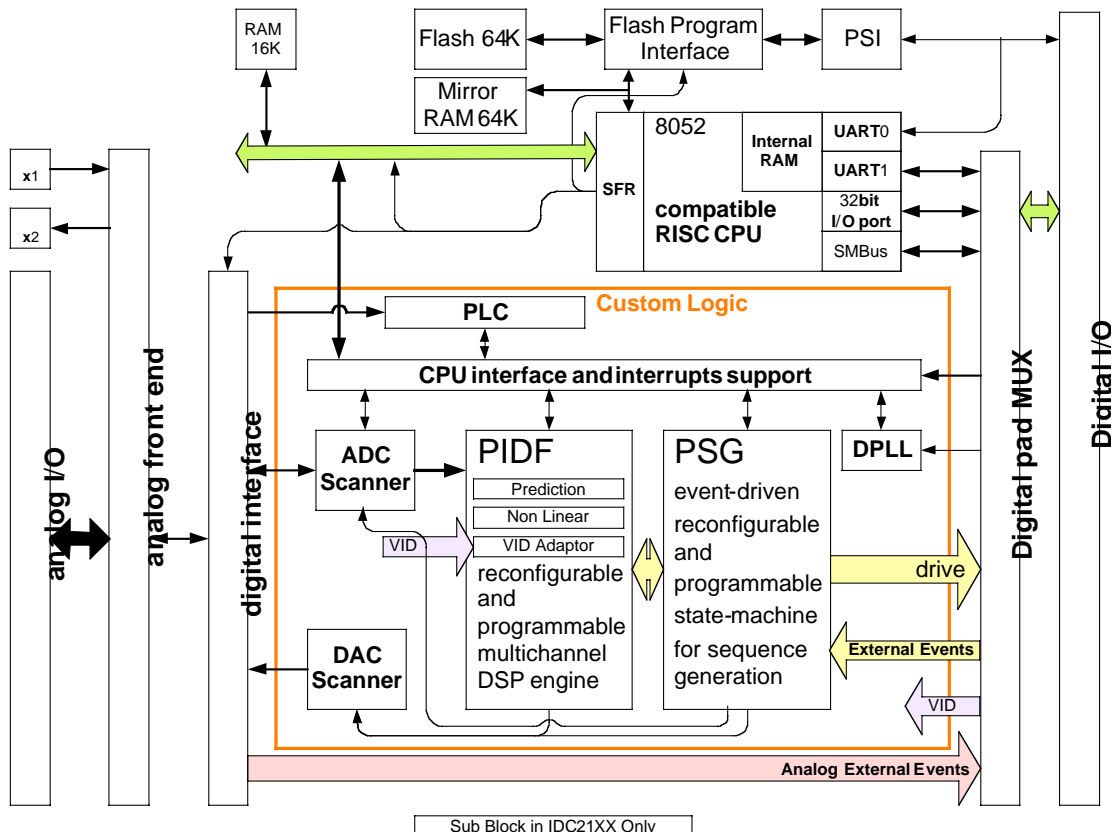 RAM
16K
Flash 64K
Flash Program
Interface
PSI
Mirror
RAM 64K
8052
Internal
RAM
UART0
UART1
32bit
I/O port
SMBus
SFR
compatible
RISC CPU
x1
x2
Custom Logic
PLC
CPU interface and interrupts support
ADC
Scanner
PIDF
Prediction
Non Linear
VID Adaptor
reconfigurable
and
programmable
multichannel
DSP engine
PSG
event-driven
reconfigurable
and
programmable
state-machine
for sequence
generation
DPLL
VID
drive
External Events
VID
DAC
Scanner
Analog External Events
analog I/O
analog front end
digital interface
Digital pad MUX
Digital I/O
Sub Block in IDC21XX Only